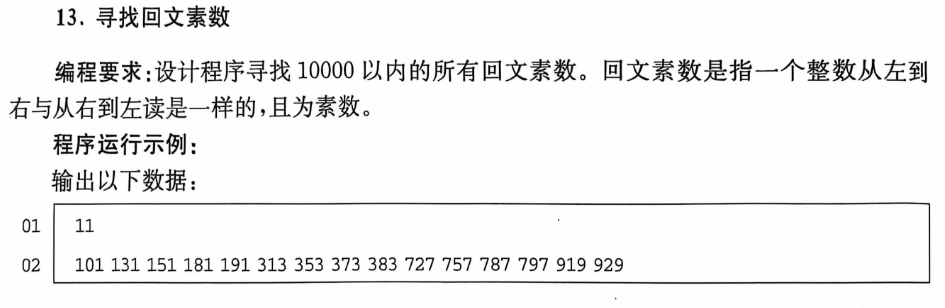 13. 寻找回文素数
编程要求:设计程序寻找 10000 以内的所有回文素数。回文素数是指一个整数从左到
右与从右到左读是一样的,且为素数。
程序运行示例:
输出以下数据:
01 11
02 101 131 151 181 191 313 353 373 383 727 757 787 797 919 929